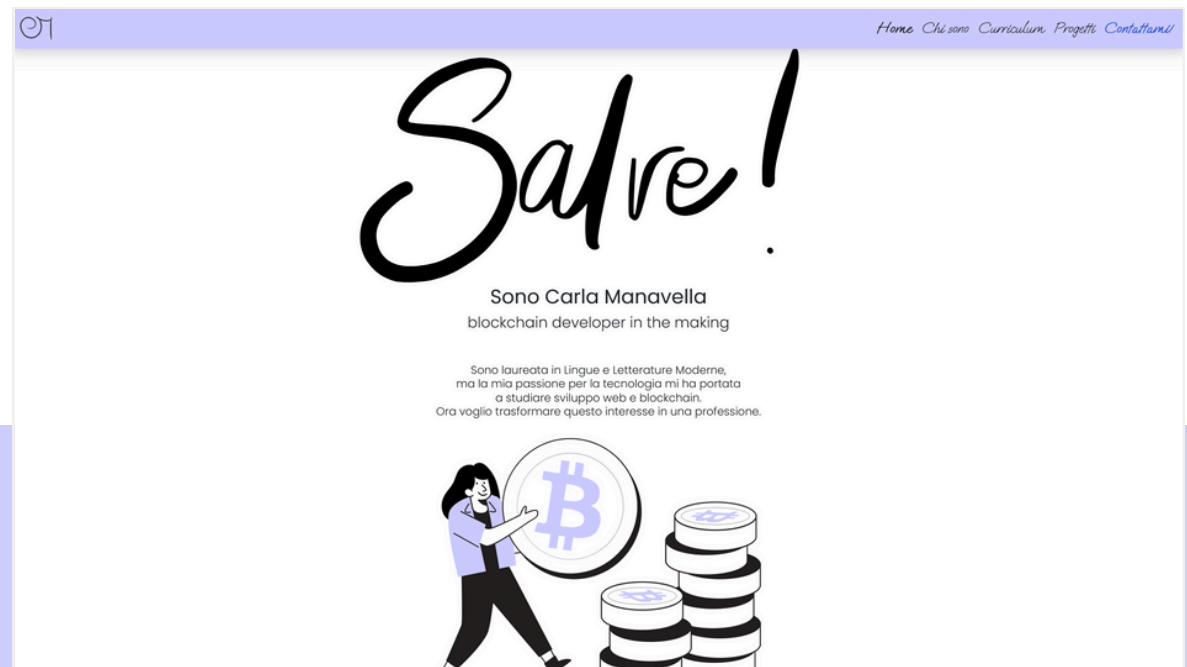 CM
Home Chi sono Curriculum Progetti Contattami!
Salve!
Sono Carla Manavella
blockchain developer in the making
Sono laureata in Lingue e Letterature Moderne,
ma la mia passione per la tecnologia mi ha portata
a studiare sviluppo web e blockchain.
Ora voglio trasformare questo interesse in una professione.